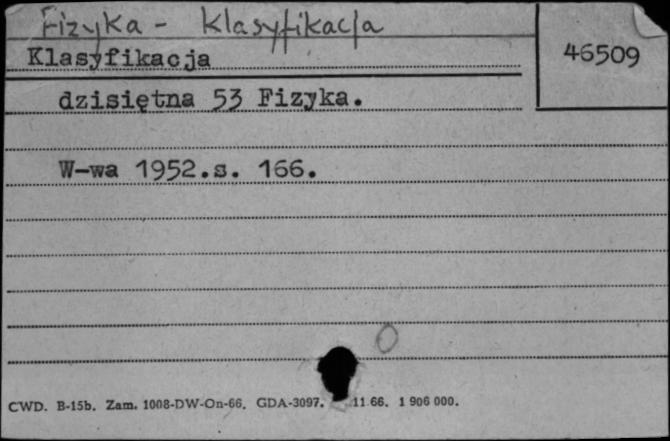 Fizyka - Klasyfikacja
46509
Klasyfikacja
dzisiętna 53 Fizyka.
W-wa 1952.s. 166.
CWD. B-15b. Zam. 1008-DW-On-66. GDA-3097. 11.66. 1 906 000.